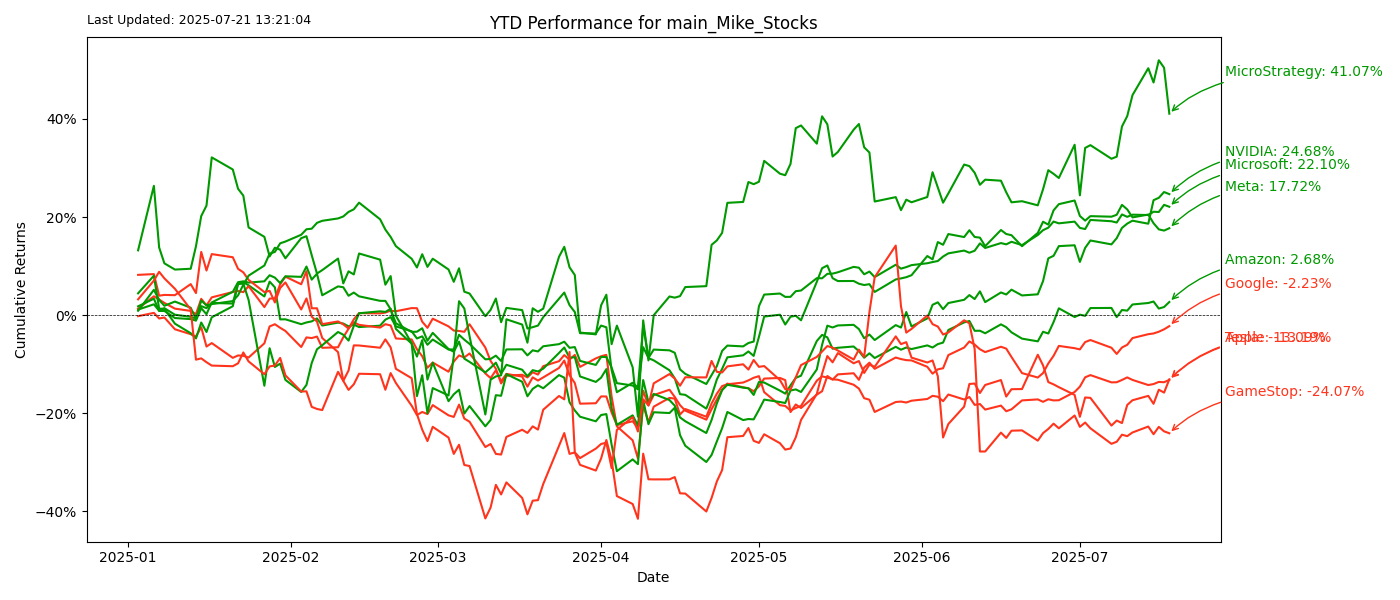 Last Updated: 2025-07-21 13:21:04
YTD Performance for main_Mike_Stocks
Cumulative Returns
40%
20%
0%
−20%
−40%
MicroStrategy: 41.07%
NVIDIA: 24.68%
Microsoft: 22.10%
Meta: 17.72%
Amazon: 2.68%
Google: -2.23%
GameStop: -24.07%
2025-01
2025-02
2025-03
2025-04
2025-05
2025-06
2025-07
Date